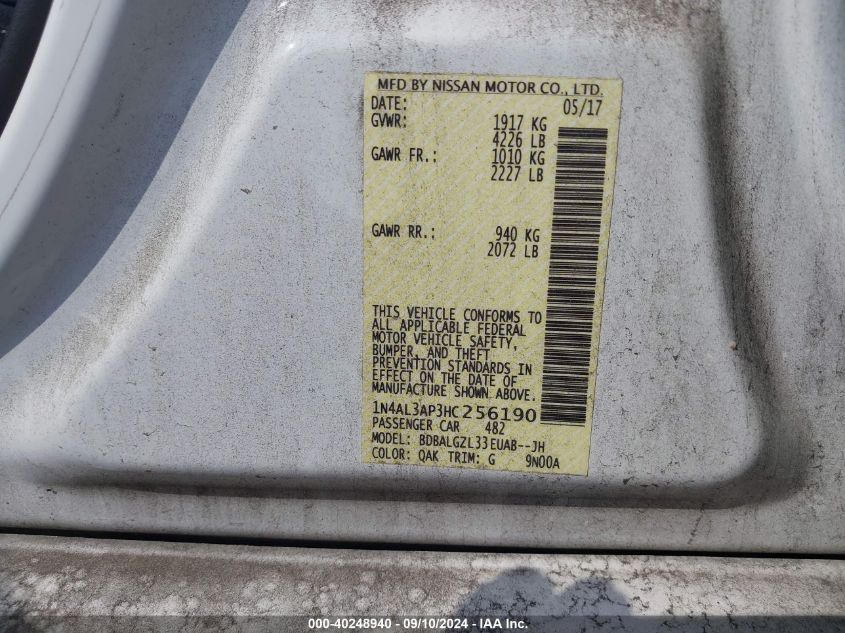 MFD BY NISSAN MOTOR CO., LTD.
DATE: 05/17
GVWR: 1917 KG
4226 LB
GAWR FR.: 1010 KG
2227 LB
GAWR RR.: 940 KG
2072 LB
THIS VEHICLE CONFORMS TO
ALL APPLICABLE FEDERAL
MOTOR VEHICLE SAFETY,
BUMPER, AND THEFT
PREVENTION STANDARDS IN
EFFECT ON THE DATE OF
MANUFACTURE SHOWN ABOVE.
1N4AL3AP3HC256190
PASSENGER CAR 482
MODEL: BDBALGZL33EUAB--JH
COLOR: QAK TRIM: G 9N00A
000-40248940 - 09/10/2024 - IAA Inc.